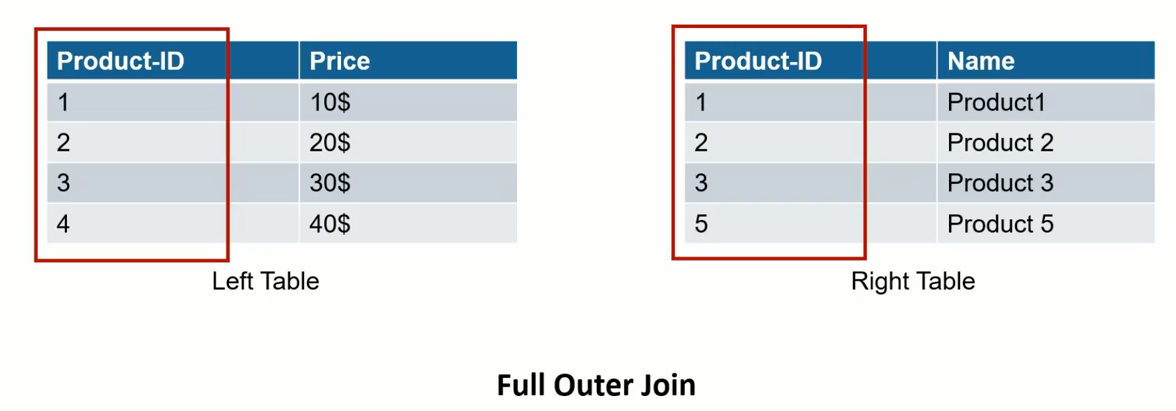 Product-ID Price
1 10$
2 20$
3 30$
4 40$
Left Table
Product-ID Name
1 Product1
2 Product 2
3 Product 3
5 Product 5
Right Table
Full Outer Join